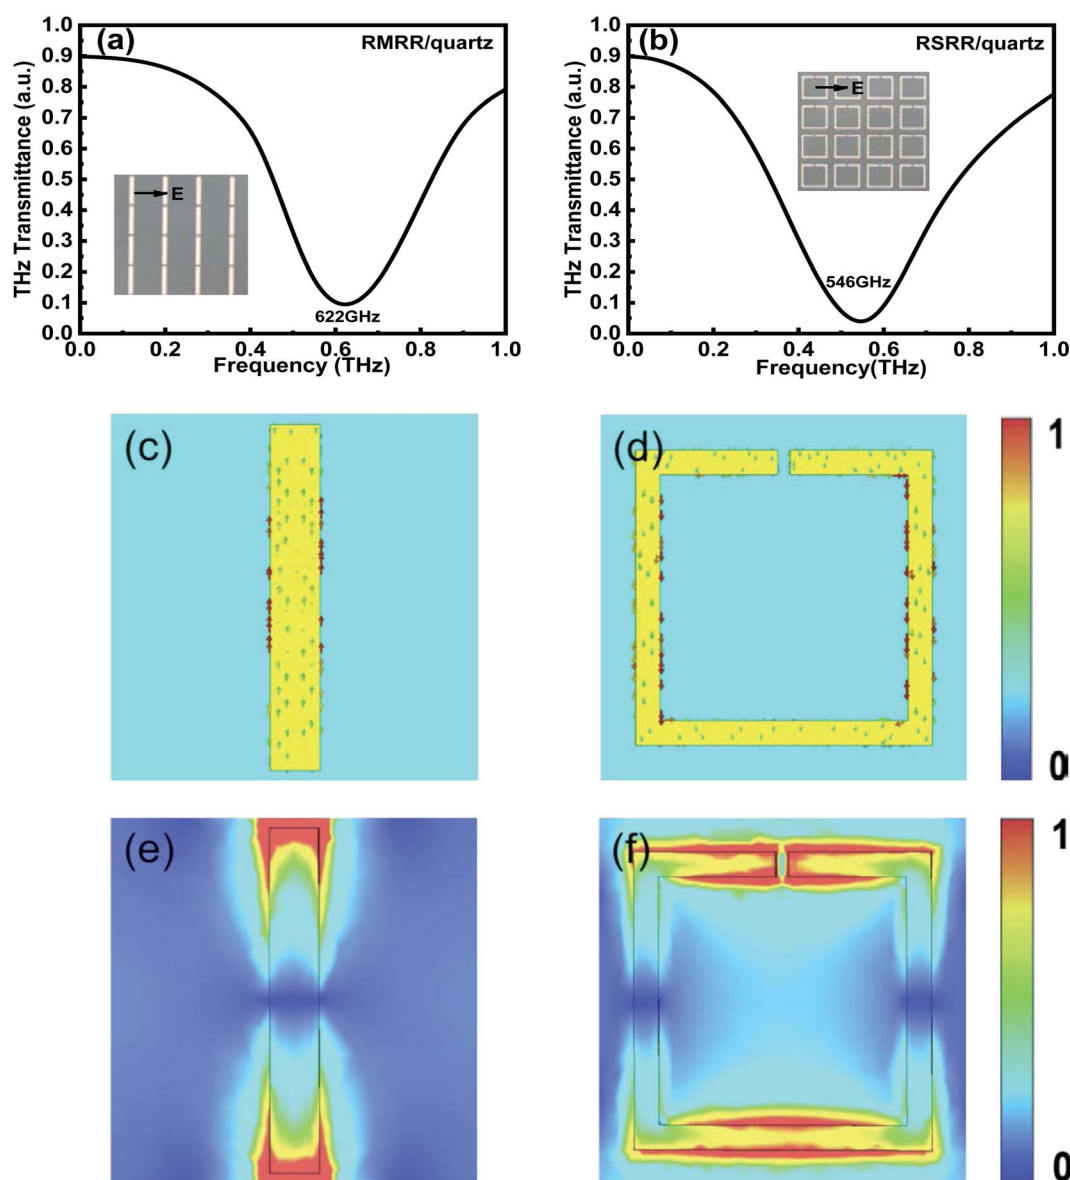 (a)
RMRR/quartz
E
622GHz
THz Transmittance (a.u.)
1.0
0.9
0.8
0.7
0.6
0.5
0.4
0.3
0.2
0.1
0.0
0.0 0.2 0.4 0.6 0.8 1.0
Frequency (THz)
(b)
RSRR/quartz
E
546GHz
THz Transmittance (a.u.)
1.0
0.9
0.8
0.7
0.6
0.5
0.4
0.3
0.2
0.1
0.0
0.0 0.2 0.4 0.6 0.8 1.0
Frequency(THz)
(c)
(d)
1
0
(e)
(f)
1
0